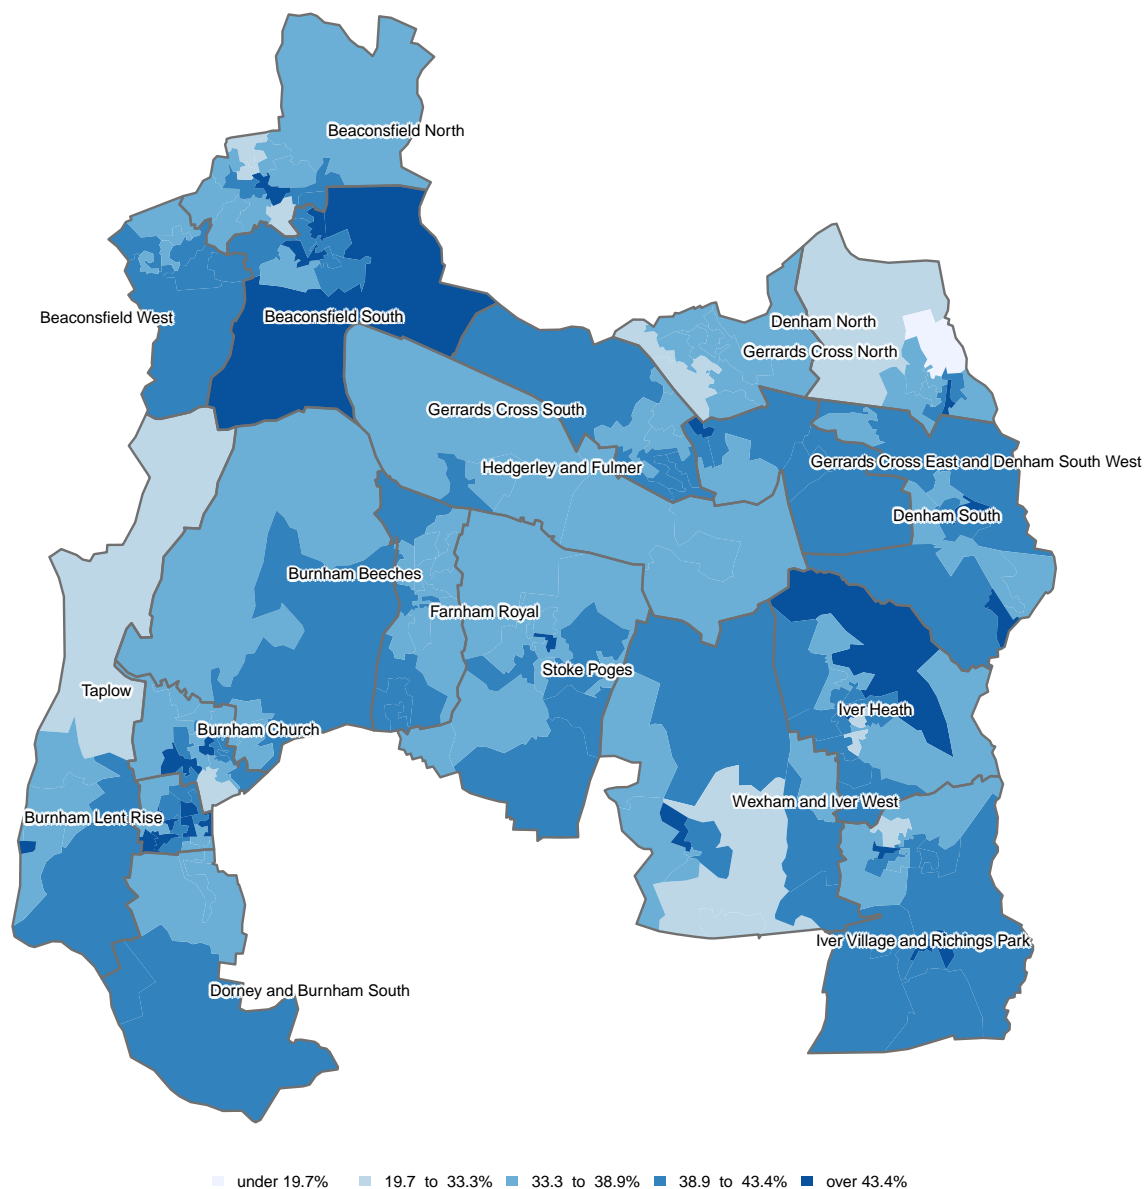 Beaconsfield North
Beaconsfield West
Beaconsfield South
Denham North
Gerrards Cross North
Gerrards Cross South
Hedgerley and Fulmer
Gerrards Cross East and Denham South West
Denham South
Burnham Beeches
Farnham Royal
Stoke Poges
Taplow
Iver Heath
Burnham Church
Wexham and Iver West
Burnham Lent Rise
Iver Village and Richings Park
Dorney and Burnham South
under 19.7% 19.7 to 33.3% 33.3 to 38.9% 38.9 to 43.4% over 43.4%